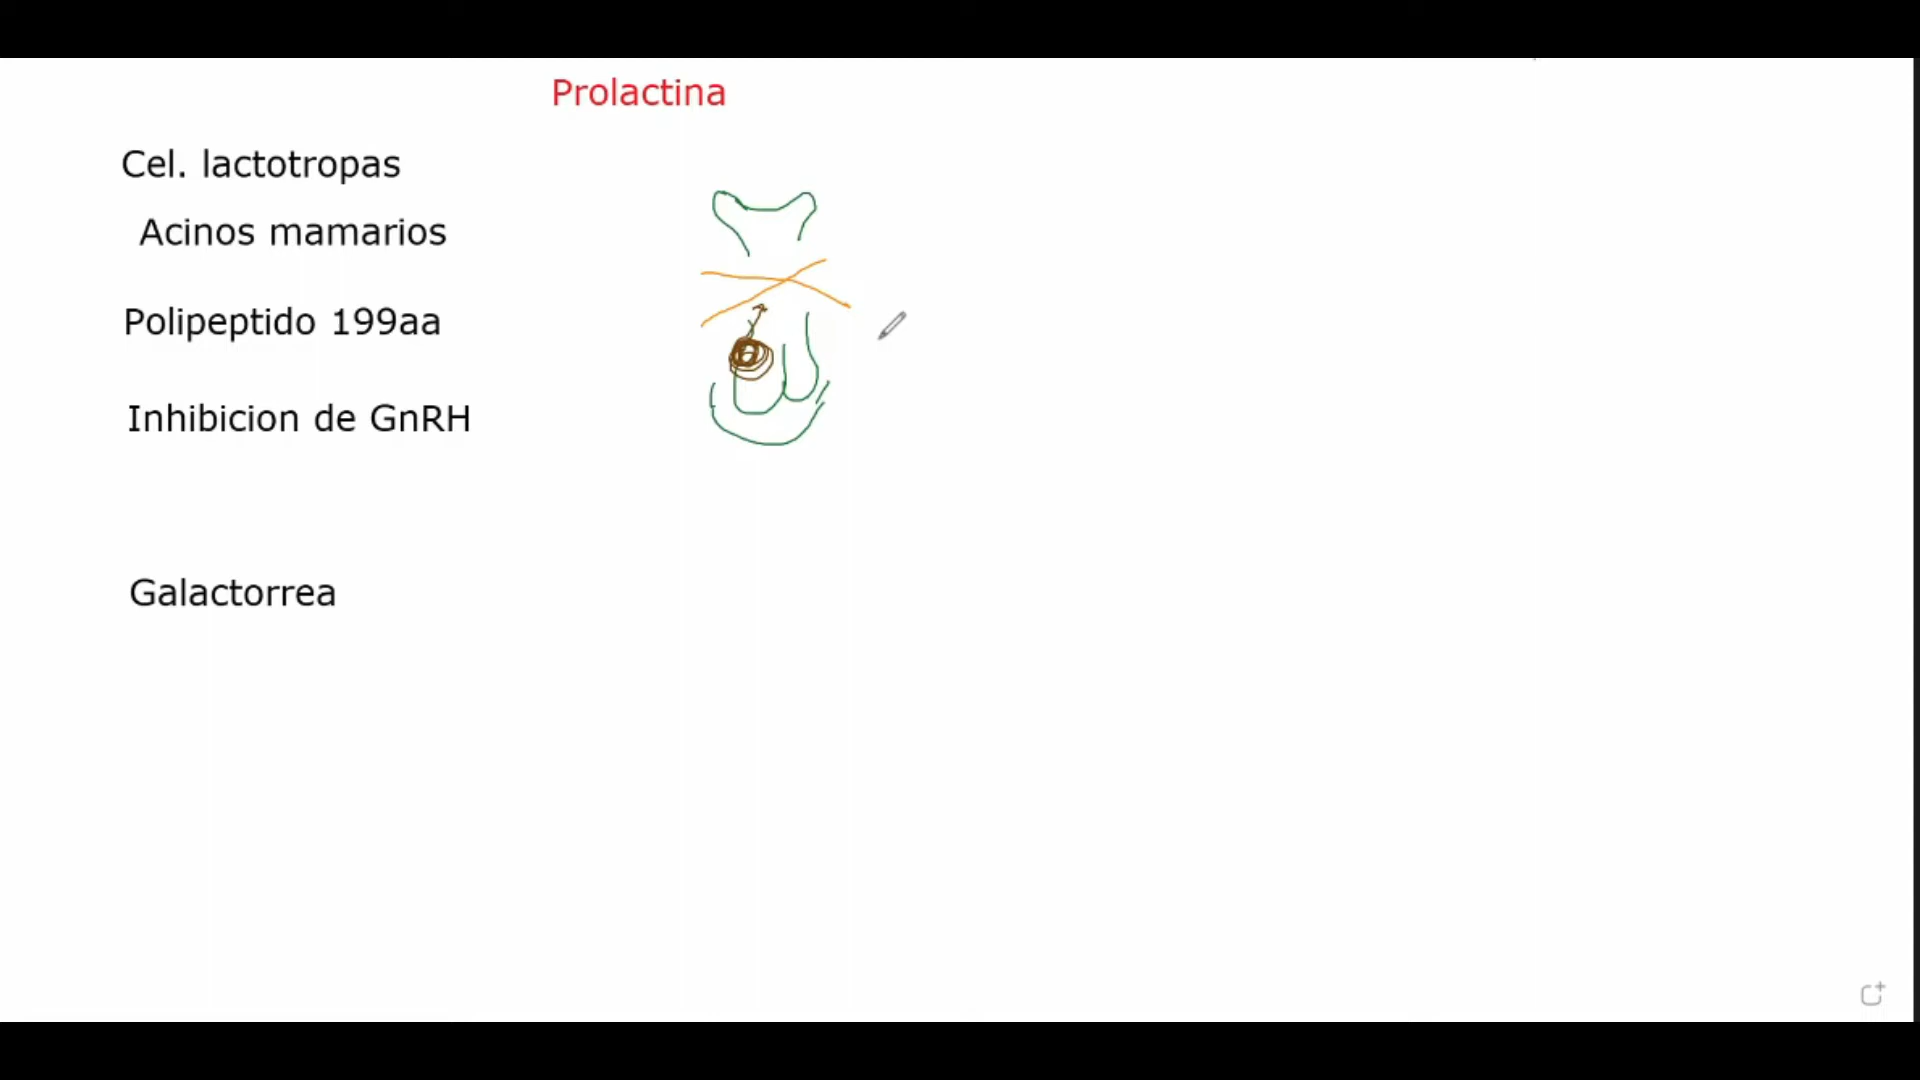 Prolactina
Cel. lactotropas
Acinos mamarios
Polipeptido 199aa
Inhibicion de GnRH
Galactorrea